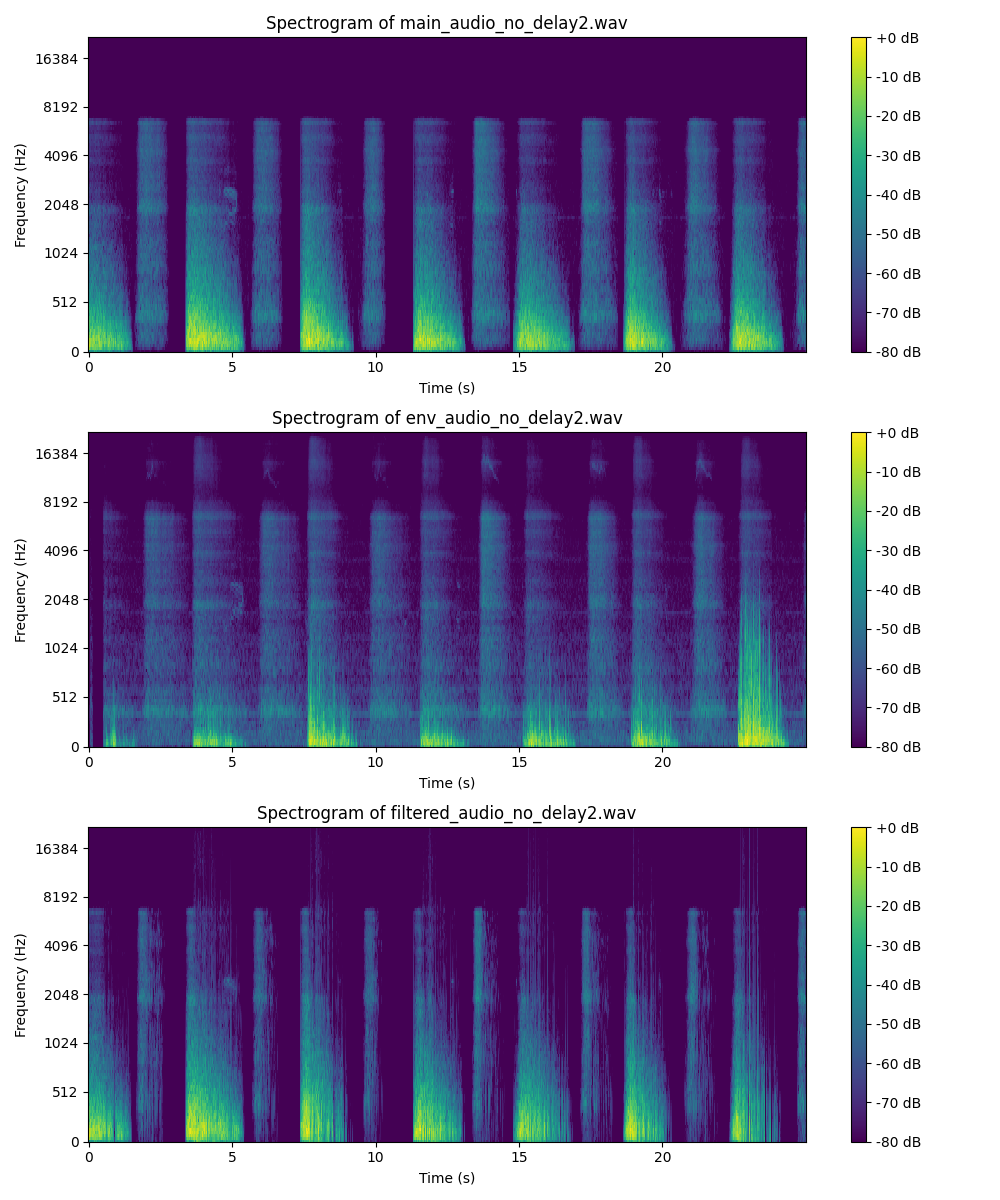 Spectrogram of main_audio_no_delay2.wav
Frequency (Hz)
16384
8192
4096
2048
1024
512
0
0 5 10 15 20
Time (s)
+0 dB
-10 dB
-20 dB
-30 dB
-40 dB
-50 dB
-60 dB
-70 dB
-80 dB
Spectrogram of env_audio_no_delay2.wav
Frequency (Hz)
16384
8192
4096
2048
1024
512
0
0 5 10 15 20
Time (s)
+0 dB
-10 dB
-20 dB
-30 dB
-40 dB
-50 dB
-60 dB
-70 dB
-80 dB
Spectrogram of filtered_audio_no_delay2.wav
Frequency (Hz)
16384
8192
4096
2048
1024
512
0
0 5 10 15 20
Time (s)
+0 dB
-10 dB
-20 dB
-30 dB
-40 dB
-50 dB
-60 dB
-70 dB
-80 dB